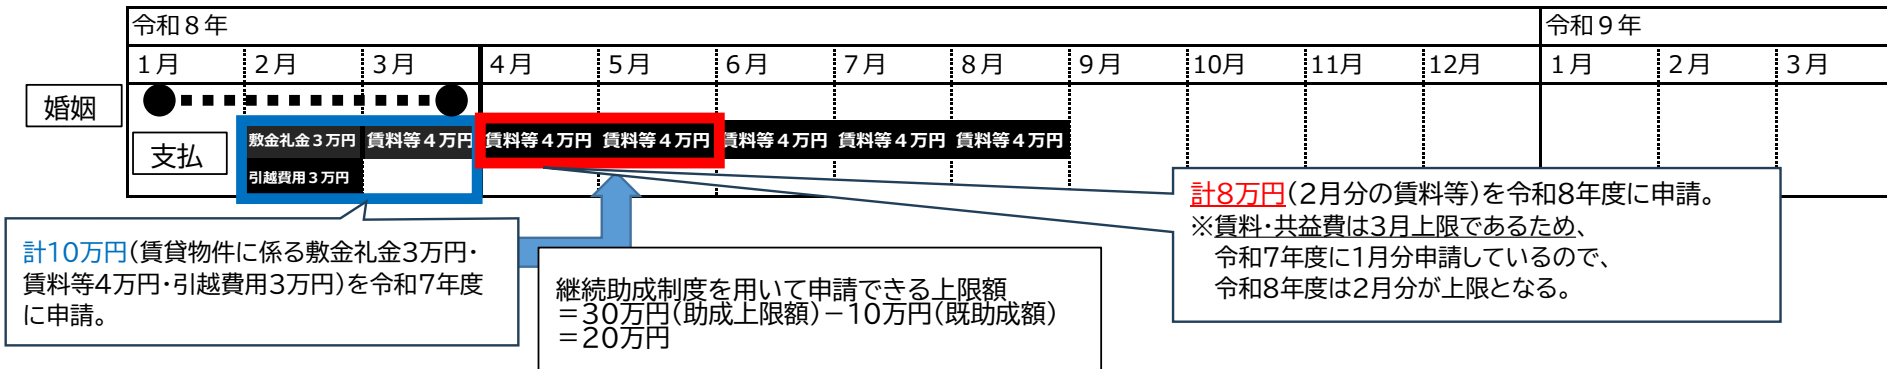 令和８年 令和９年
１月 ２月 ３月 ４月 ５月 ６月 ７月 ８月 ９月 10月 11月 12月 １月 ２月 ３月
婚姻
支払
敷金礼金３万円 賃料等４万円 賃料等４万円 賃料等４万円 賃料等４万円 賃料等４万円 賃料等４万円
引越費用３万円
計10万円(賃貸物件に係る敷金礼金3万円・
賃料等4万円・引越費用3万円)を令和7年度
に申請。
継続助成制度を用いて申請できる上限額
＝30万円(助成上限額)－10万円(既助成額)
＝20万円
計8万円(2月分の賃料等)を令和8年度に申請。
※賃料・共益費は3月上限であるため、
令和7年度に1月分申請しているので、
令和8年度は2月分が上限となる。